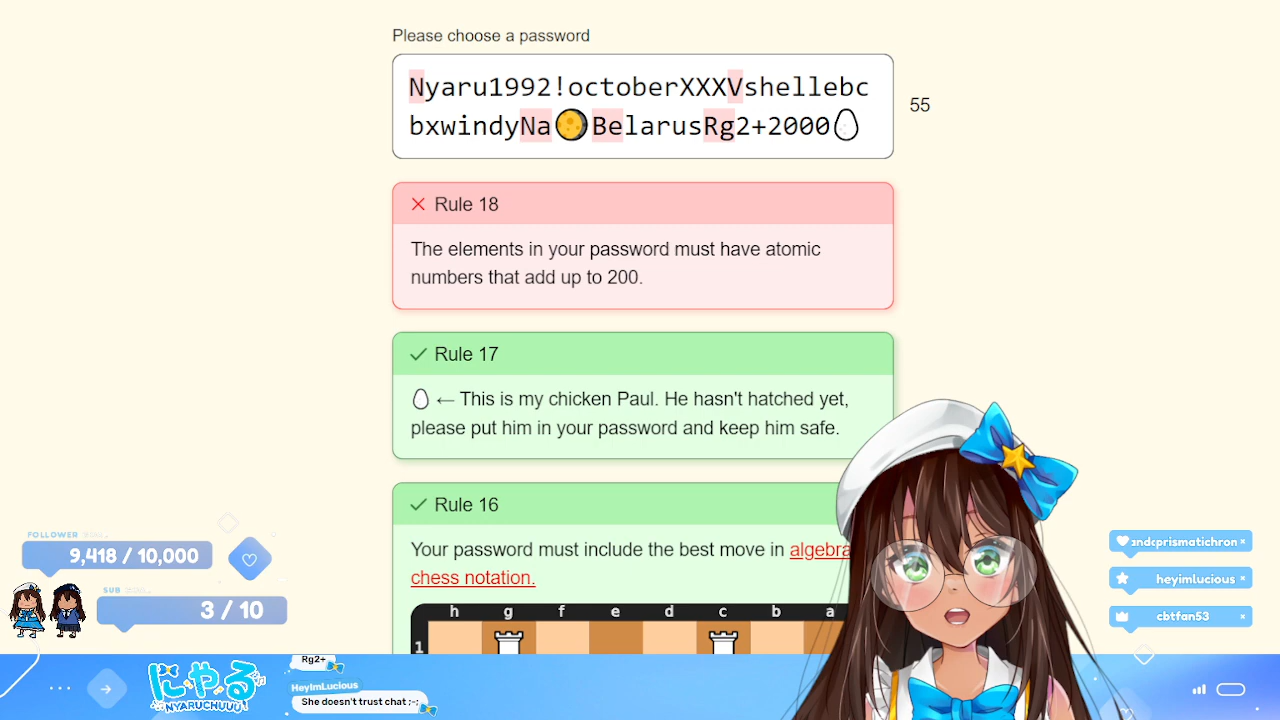 Please choose a password
Nyaru1992!octoberXXXVshellebc
bxwindyNa🌖BelarusRg2+2000🥚
55
× Rule 18
The elements in your password must have atomic
numbers that add up to 200.
✓ Rule 17
🥚 ← This is my chicken Paul. He hasn't hatched yet,
please put him in your password and keep him safe.
✓ Rule 16
Your password must include the best move in algebra
chess notation.
h g f e d c b a
1
FOLLOWER
9,418 / 10,000
SUB
3 / 10
2ndcprismatichron ×
heyimlucious ×
cbtfan53 ×
にゃる
NYARUCHUUU
Rg2+
HeyImLucious
She doesn't trust chat ;-;